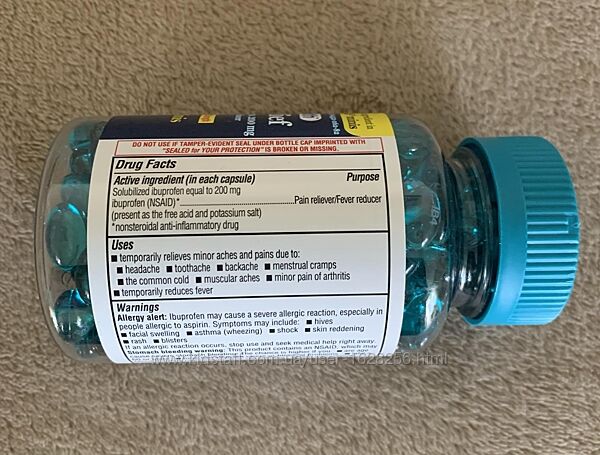 DO NOT USE IF TAMPER-EVIDENT SEAL UNDER BOTTLE CAP IMPRINTED WITH
"SEALED for YOUR PROTECTION" IS BROKEN OR MISSING.
Drug Facts
Active ingredient (in each capsule) Purpose
Solubilized ibuprofen equal to 200 mg
ibuprofen (NSAID)*..........Pain reliever/Fever reducer
(present as the free acid and potassium salt)
*nonsteroidal anti-inflammatory drug
Uses
■ temporarily relieves minor aches and pains due to:
■ headache ■ toothache ■ backache ■ menstrual cramps
■ the common cold ■ muscular aches ■ minor pain of arthritis
■ temporarily reduces fever
Warnings
Allergy alert: Ibuprofen may cause a severe allergic reaction, especially in
people allergic to aspirin. Symptoms may include: ■ hives
■ facial swelling ■ asthma (wheezing) ■ shock ■ skin reddening
■ rash ■ blisters
If an allergic reaction occurs, stop use and seek medical help right away.
Stomach bleeding warning: This product contains an NSAID, which may